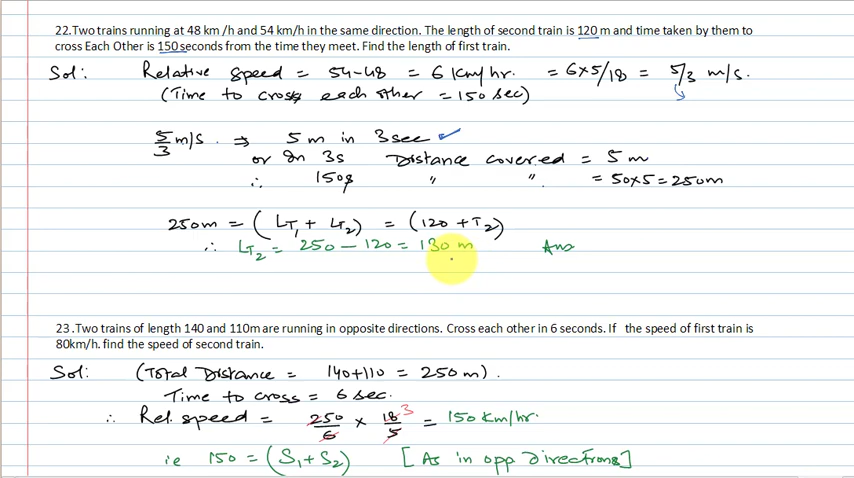 22.Two trains running at 48 km /h and 54 km/h in the same direction. The length of second train is 120 m and time taken by them to
cross Each Other is 150 seconds from the time they meet. Find the length of first train.
Sol: Relative speed = 54-48 = 6 Km/hr. = 6×5/18 = 5/3 m/s.
(Time to cross each other = 150 sec)
5/3 m/s. ⇒ 5 m in 3 sec ✓
or In 3s Distance covered = 5 m
∴ 150s " " = 50×5 = 250m
250m = ( LT1 + LT2 ) = (120 + T2)
∴ LT2 = 250 - 120 = 130 m Ans
23.Two trains of length 140 and 110m are running in opposite directions. Cross each other in 6 seconds. If the speed of first train is
80km/h. find the speed of second train.
Sol: (Total Distance = 140+110 = 250 m).
Time to cross = 6 sec.
∴ Rel. speed = 250/6 × 18/5 3 = 150 Km/hr.
ie 150 = (S1 + S2) [As in opp directions]